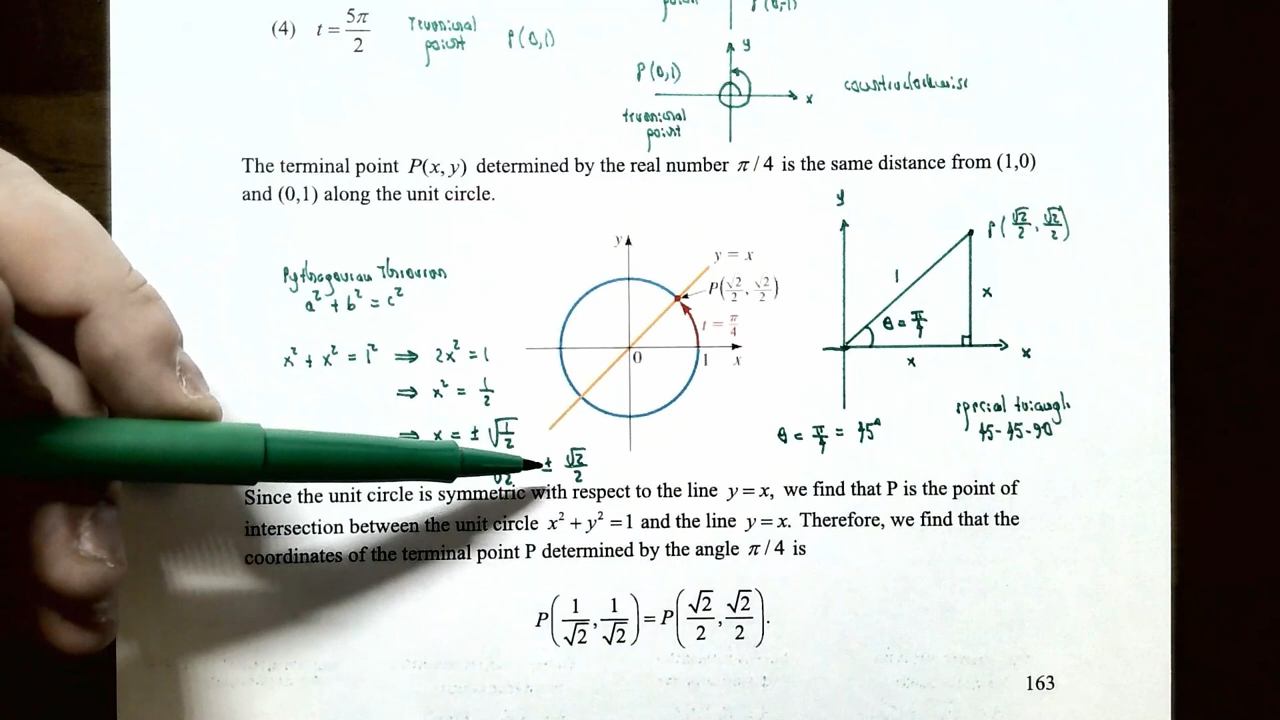 (4) t = 5π/2 Terminal point P(0,1)
point P(0,-1)
y
P(0,1) x counterclockwise
terminal point
The terminal point P(x, y) determined by the real number π/4 is the same distance from (1,0)
and (0,1) along the unit circle.
Pythagorean Theorem
a² + b² = c²
x² + x² = 1² ⇒ 2x² = 1
⇒ x² = 1/2
⇒ x = ± √(1/2)
√2 ± √2/2
y
y = x
P(√2/2, √2/2)
t = π/4
0 1 x
y
P(√2/2, √2/2)
1
x
θ = π/4
x
x
θ = π/4 = 45°
special triangle
45-45-90
Since the unit circle is symmetric with respect to the line y = x, we find that P is the point of
intersection between the unit circle x² + y² = 1 and the line y = x. Therefore, we find that the
coordinates of the terminal point P determined by the angle π/4 is
P(1/√2, 1/√2) = P(√2/2, √2/2).
163